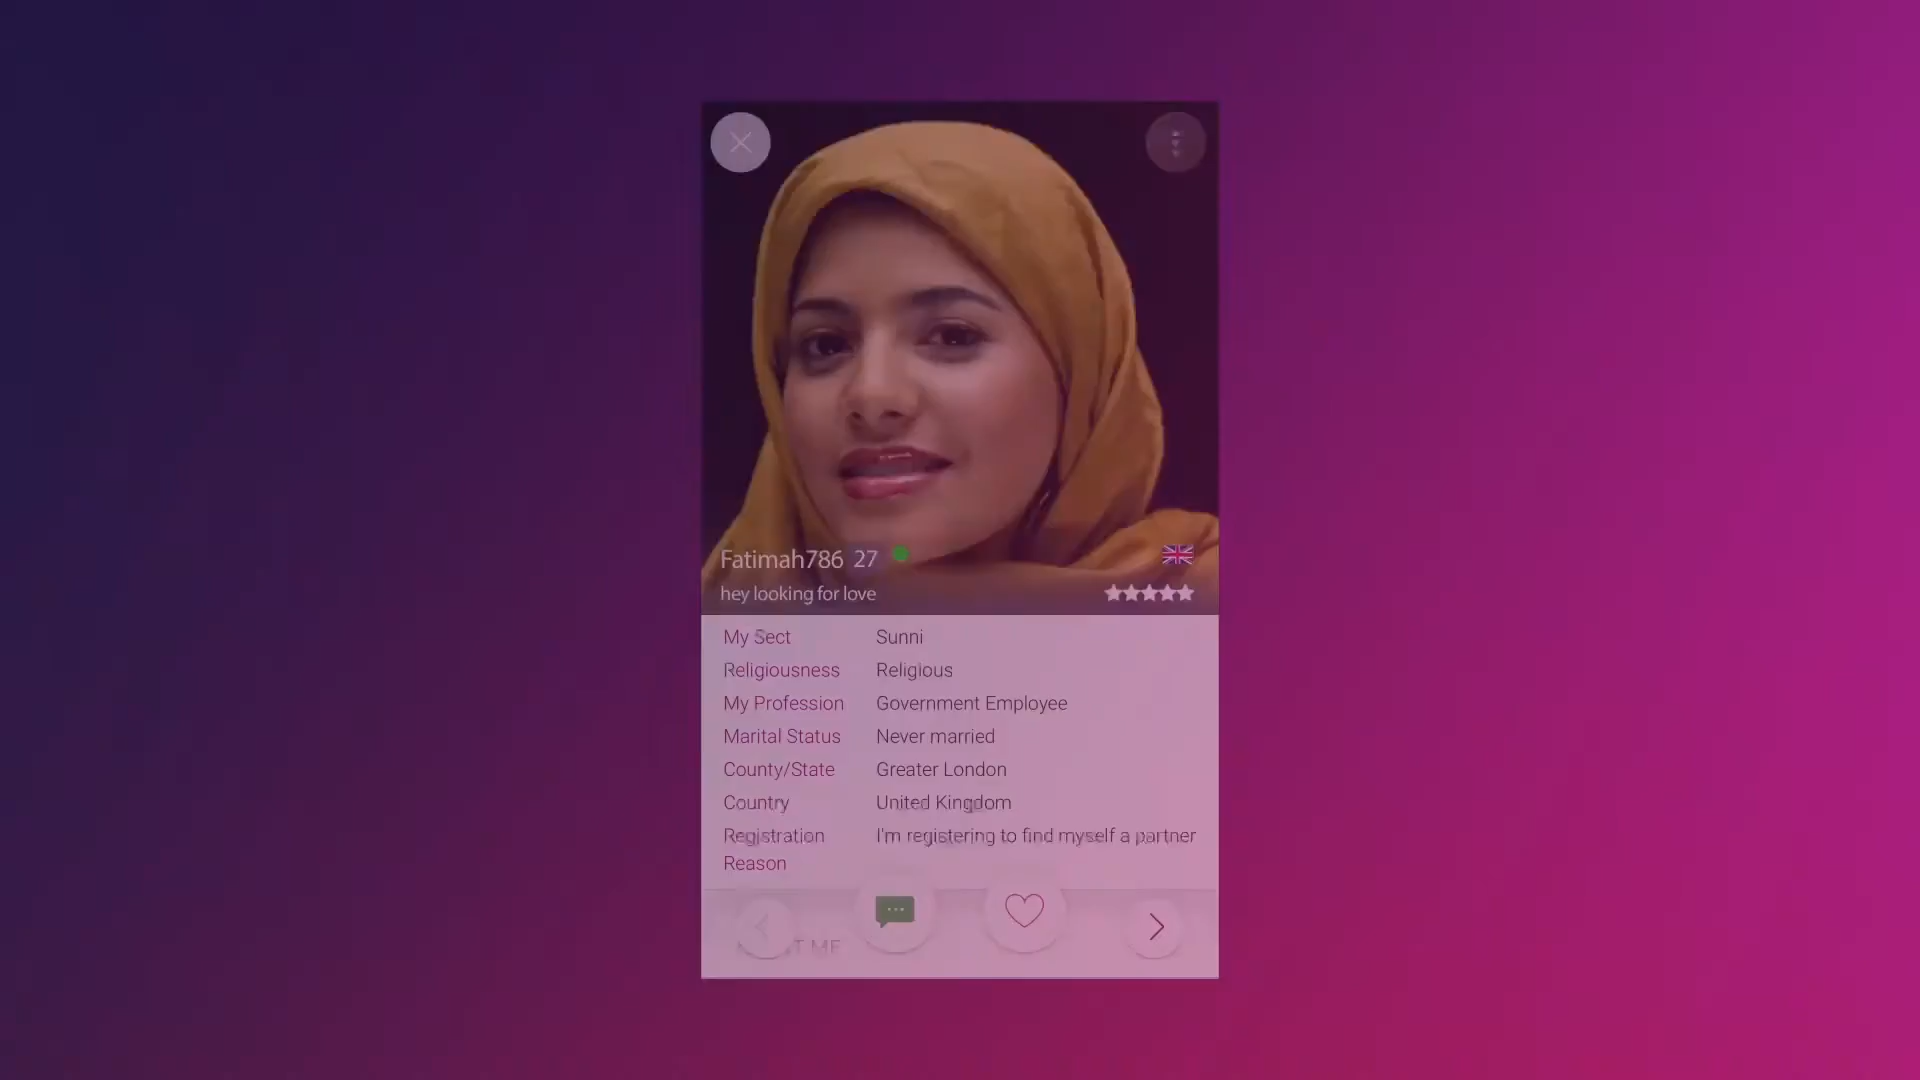 Fatimah786 27
hey looking for love
My Sect Sunni
Religiousness Religious
My Profession Government Employee
Marital Status Never married
County/State Greater London
Country United Kingdom
Registration Reason I'm registering to find myself a partner
ME